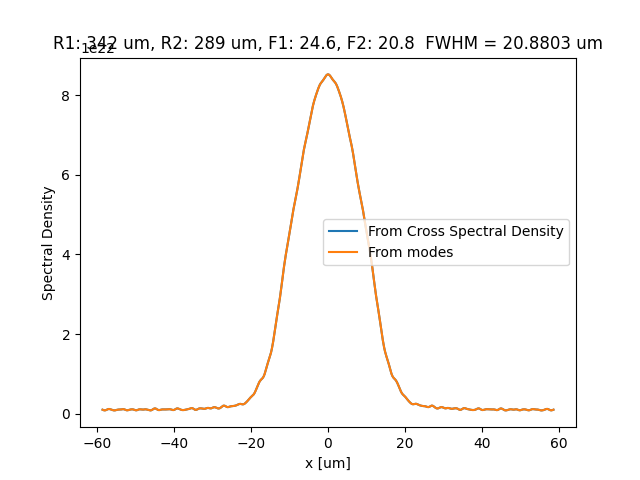 R1: 342 um, R2: 289 um, F1: 24.6, F2: 20.8  FWHM = 20.8803 um
1e22
8
6
4
2
0
Spectral Density
From Cross Spectral Density
From modes
−60 −40 −20 0 20 40 60
x [um]